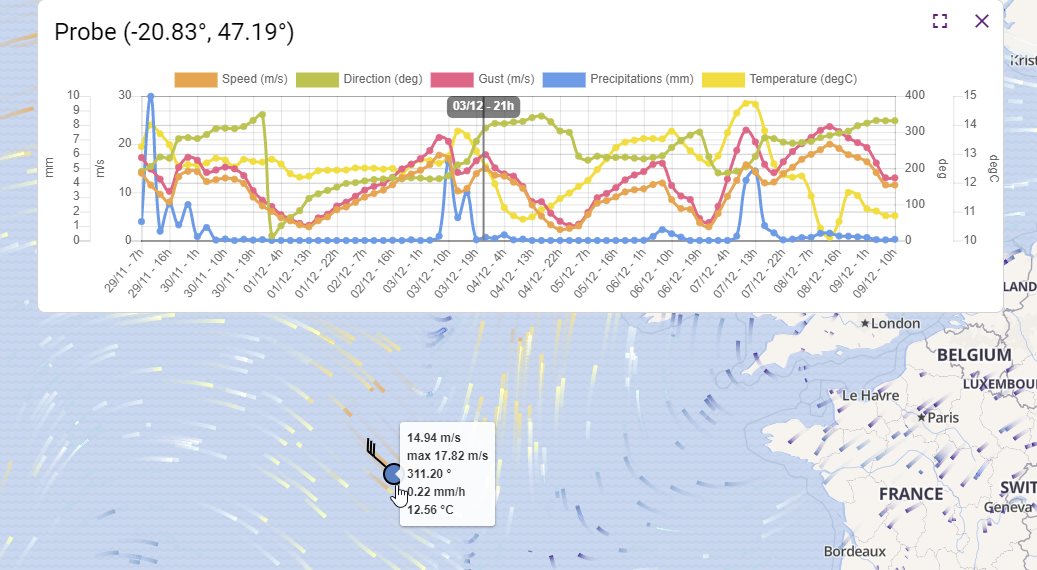 Probe (-20.83°, 47.19°)
Speed (m/s) Direction (deg) Gust (m/s) Precipitations (mm) Temperature (degC)
03/12 - 21h
mm
10
9
8
7
6
5
4
3
2
1
0
m/s
30
20
10
0
400
300
200
100
0
deg
15
14
13
12
11
10
degC
29/11 - 7h
29/11 - 16h
30/11 - 1h
30/11 - 10h
30/11 - 19h
01/12 - 4h
01/12 - 13h
01/12 - 22h
02/12 - 7h
02/12 - 16h
03/12 - 1h
03/12 - 10h
03/12 - 19h
04/12 - 4h
04/12 - 13h
04/12 - 22h
05/12 - 7h
05/12 - 16h
06/12 - 1h
06/12 - 10h
06/12 - 19h
07/12 - 4h
07/12 - 13h
07/12 - 22h
08/12 - 7h
08/12 - 16h
09/12 - 1h
09/12 - 10h
Krist
LAND
London
BELGIUM
LUXEMBOU
Le Havre
Paris
14.94 m/s
max 17.82 m/s
311.20 °
0.22 mm/h
12.56 °C
FRANCE
SWIT
Geneva
Bordeaux